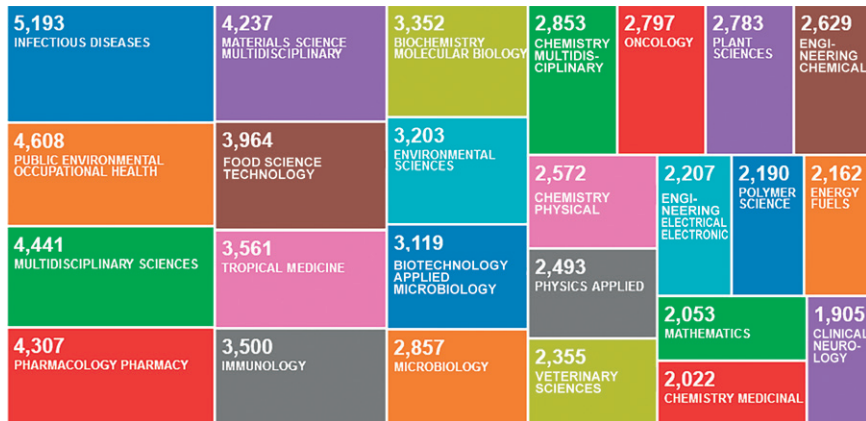 5,193
INFECTIOUS DISEASES
4,608
PUBLIC ENVIRONMENTAL
OCCUPATIONAL HEALTH
4,441
MULTIDISCIPLINARY SCIENCES
4,307
PHARMACOLOGY PHARMACY
4,237
MATERIALS SCIENCE
MULTIDISCIPLINARY
3,964
FOOD SCIENCE
TECHNOLOGY
3,561
TROPICAL MEDICINE
3,500
IMMUNOLOGY
3,352
BIOCHEMISTRY
MOLECULAR BIOLOGY
3,203
ENVIRONMENTAL
SCIENCES
3,119
BIOTECHNOLOGY
APPLIED
MICROBIOLOGY
2,857
MICROBIOLOGY
2,853
CHEMISTRY
MULTIDIS-
CIPLINARY
2,797
ONCOLOGY
2,783
PLANT
SCIENCES
2,629
ENGI-
NEERING
CHEMICAL
2,572
CHEMISTRY
PHYSICAL
2,493
PHYSICS APPLIED
2,355
VETERINARY
SCIENCES
2,207
ENGI-
NEERING
ELECTRICAL
ELECTRONIC
2,190
POLYMER
SCIENCE
2,162
ENERGY
FUELS
2,053
MATHEMATICS
2,022
CHEMISTRY MEDICINAL
1,905
CLINICAL
NEURO-
LOGY